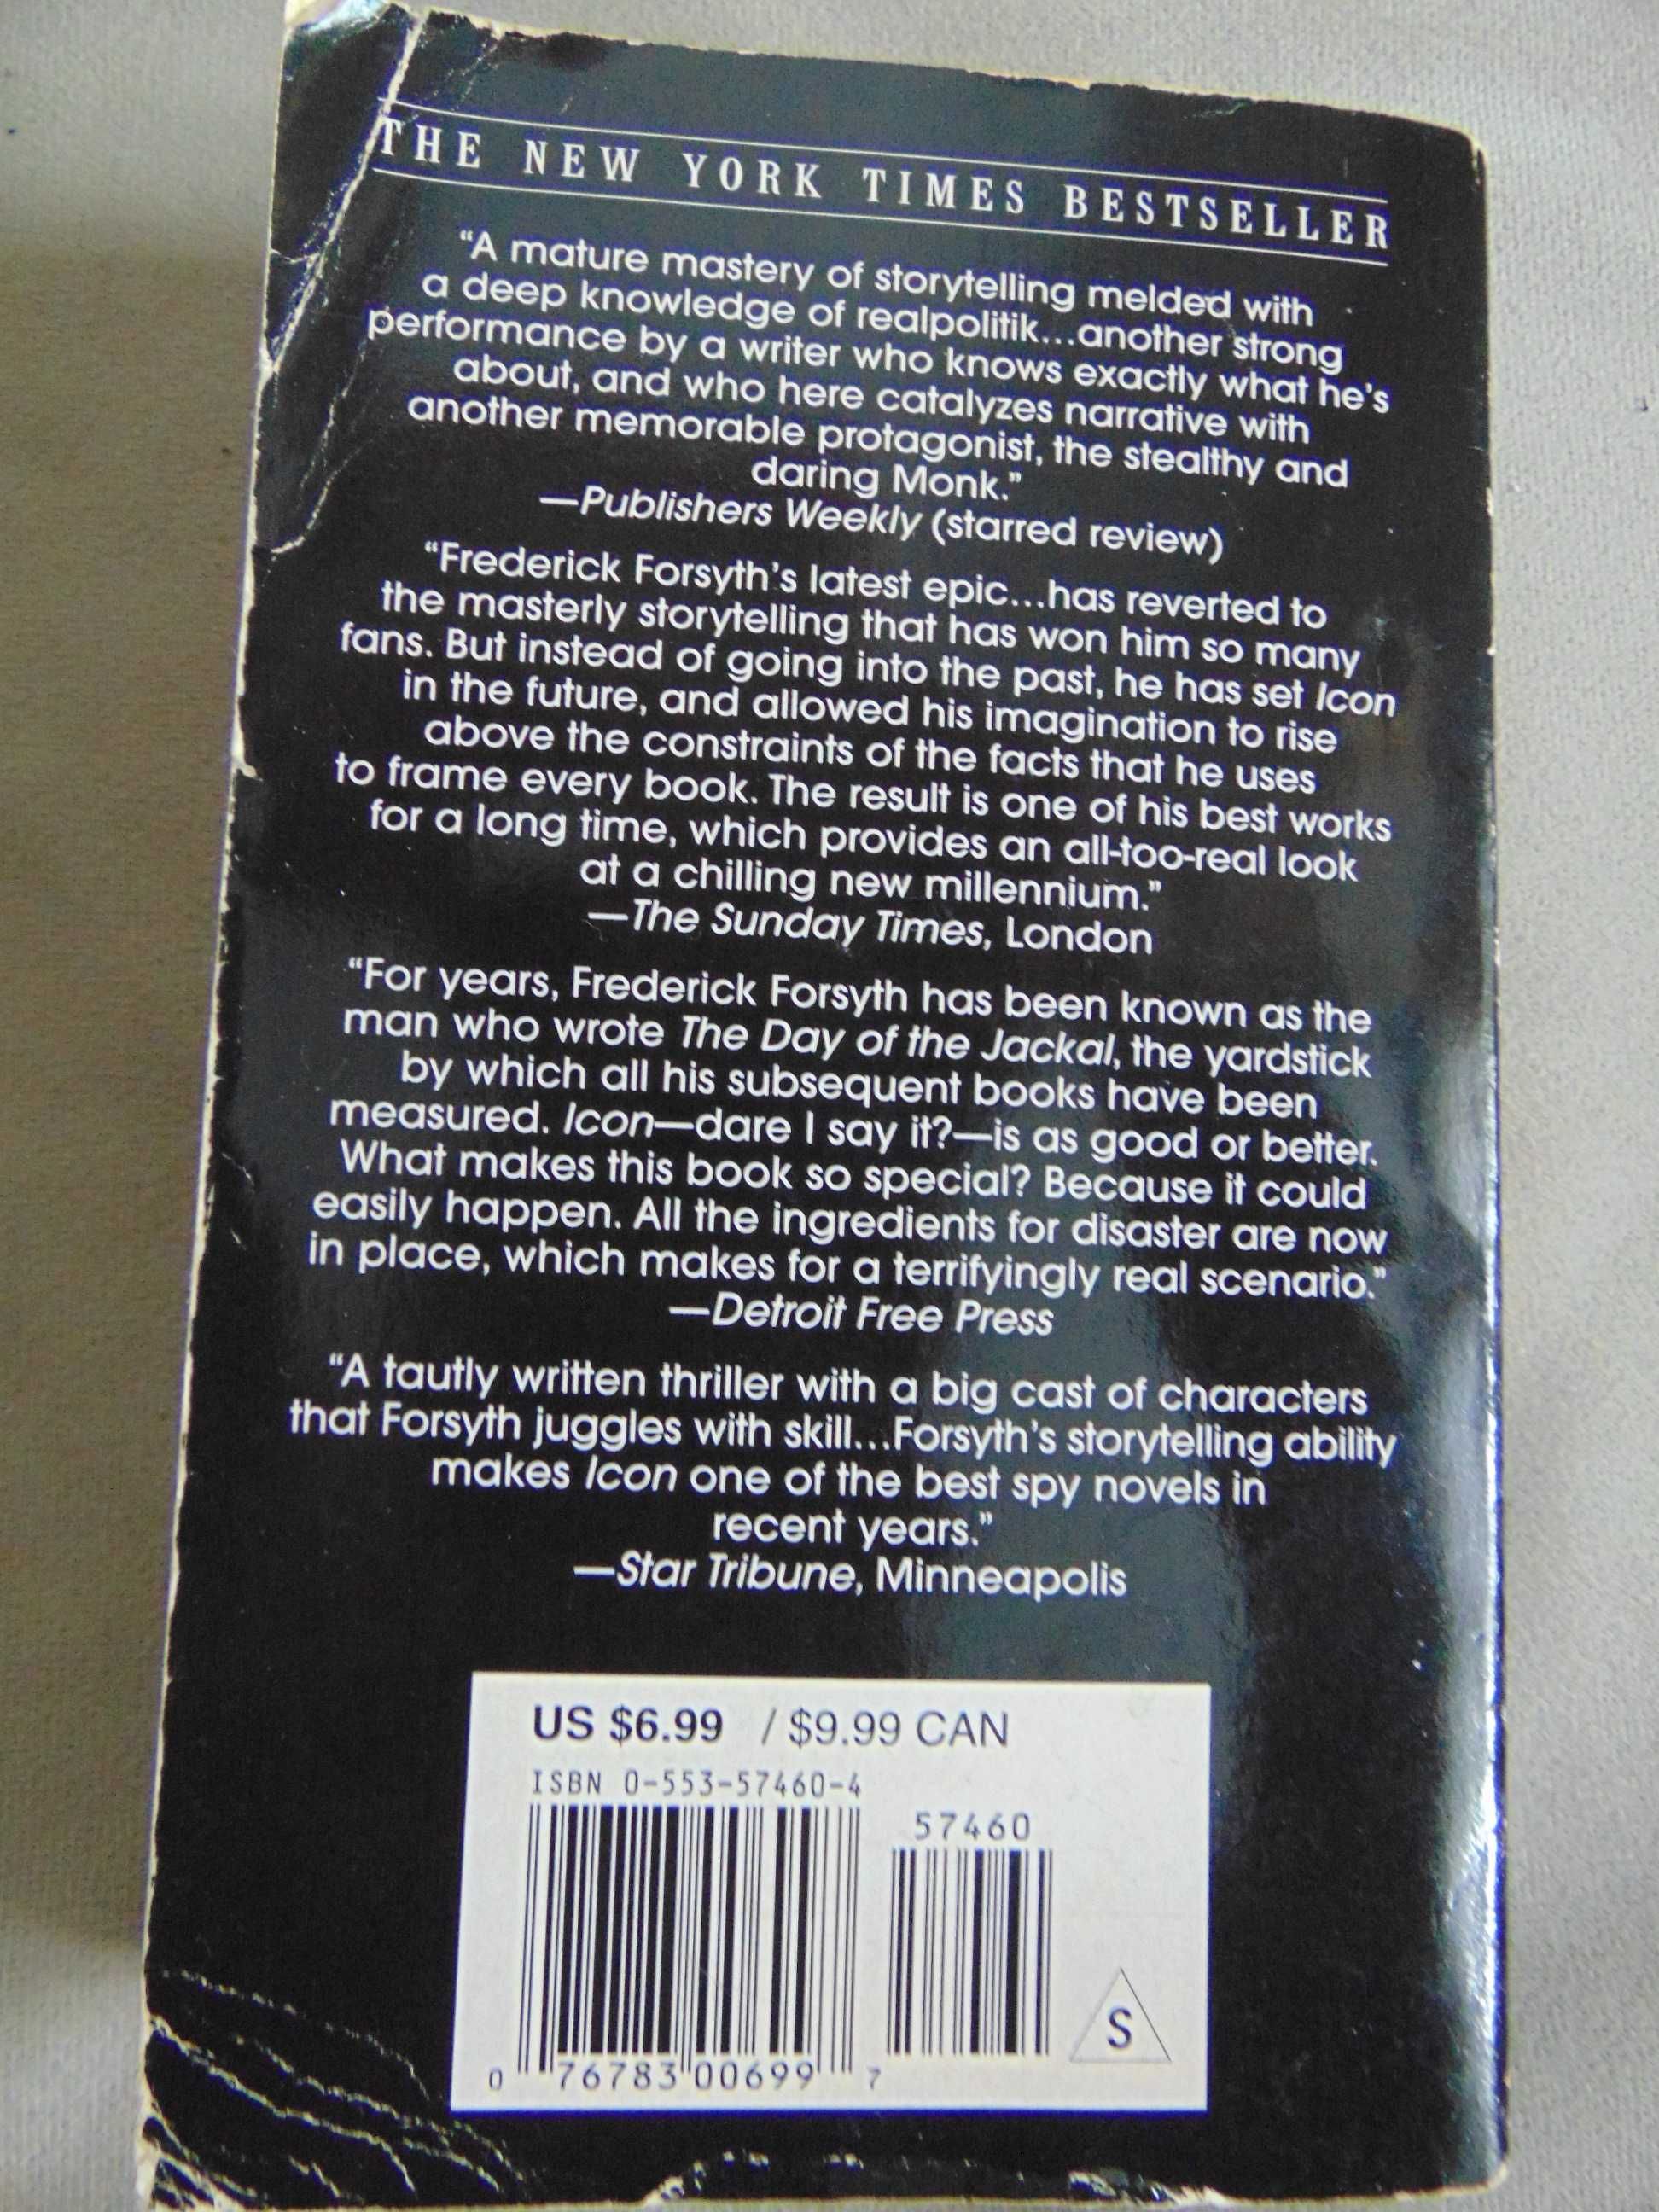 THE NEW YORK TIMES BESTSELLER
“A mature mastery of storytelling melded with
a deep knowledge of realpolitik...another strong
performance by a writer who knows exactly what he's
about, and who here catalyzes narrative with
another memorable protagonist, the stealthy and
daring Monk.”
—Publishers Weekly (starred review)
“Frederick Forsyth's latest epic...has reverted to
the masterly storytelling that has won him so many
fans. But instead of going into the past, he has set Icon
in the future, and allowed his imagination to rise
above the constraints of the facts that he uses
to frame every book. The result is one of his best works
for a long time, which provides an all-too-real look
at a chilling new millennium.”
—The Sunday Times, London
“For years, Frederick Forsyth has been known as the
man who wrote The Day of the Jackal, the yardstick
by which all his subsequent books have been
measured. Icon—dare I say it?—is as good or better.
What makes this book so special? Because it could
easily happen. All the ingredients for disaster are now
in place, which makes for a terrifyingly real scenario.”
—Detroit Free Press
“A tautly written thriller with a big cast of characters
that Forsyth juggles with skill...Forsyth's storytelling ability
makes Icon one of the best spy novels in
recent years.”
—Star Tribune, Minneapolis
US $6.99 / $9.99 CAN
ISBN 0-553-57460-4
57460
S
0 76783 00699 7